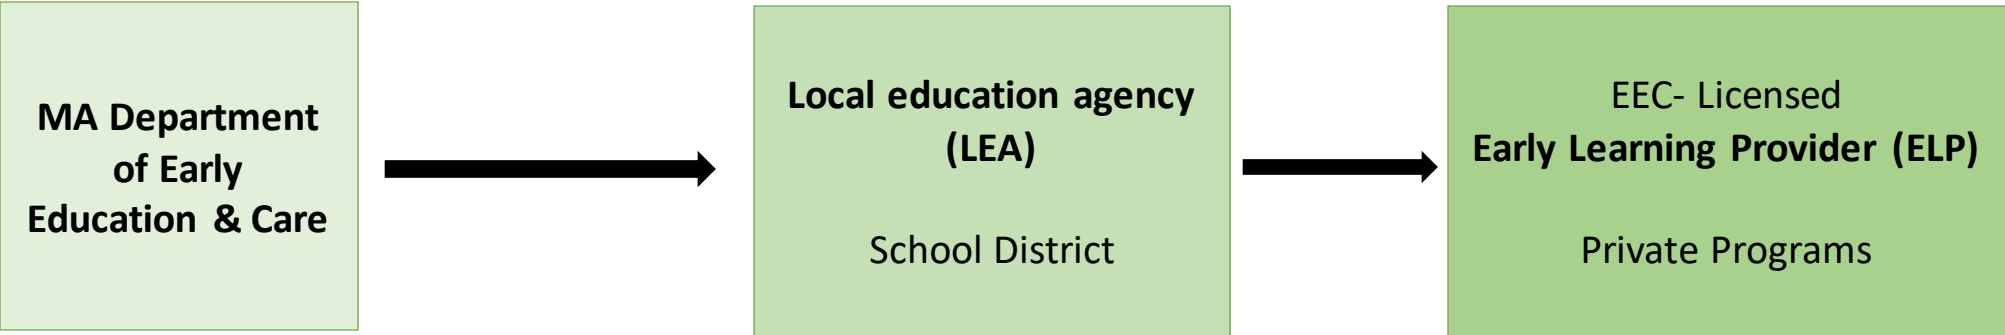 MA Department
of Early
Education & Care
Local education agency
(LEA)
School District
EEC- Licensed
Early Learning Provider (ELP)
Private Programs